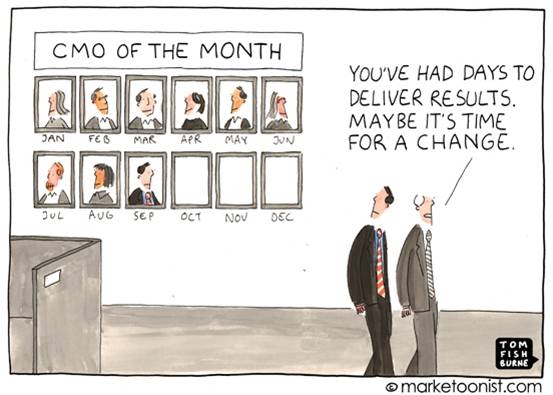 CMO OF THE MONTH
JAN FEB MAR APR MAY JUN
JUL AUG SEP OCT NOV DEC
YOU'VE HAD DAYS TO
DELIVER RESULTS.
MAYBE IT'S TIME
FOR A CHANGE.
TOM
FISH
BURNE
© marketoonist.com